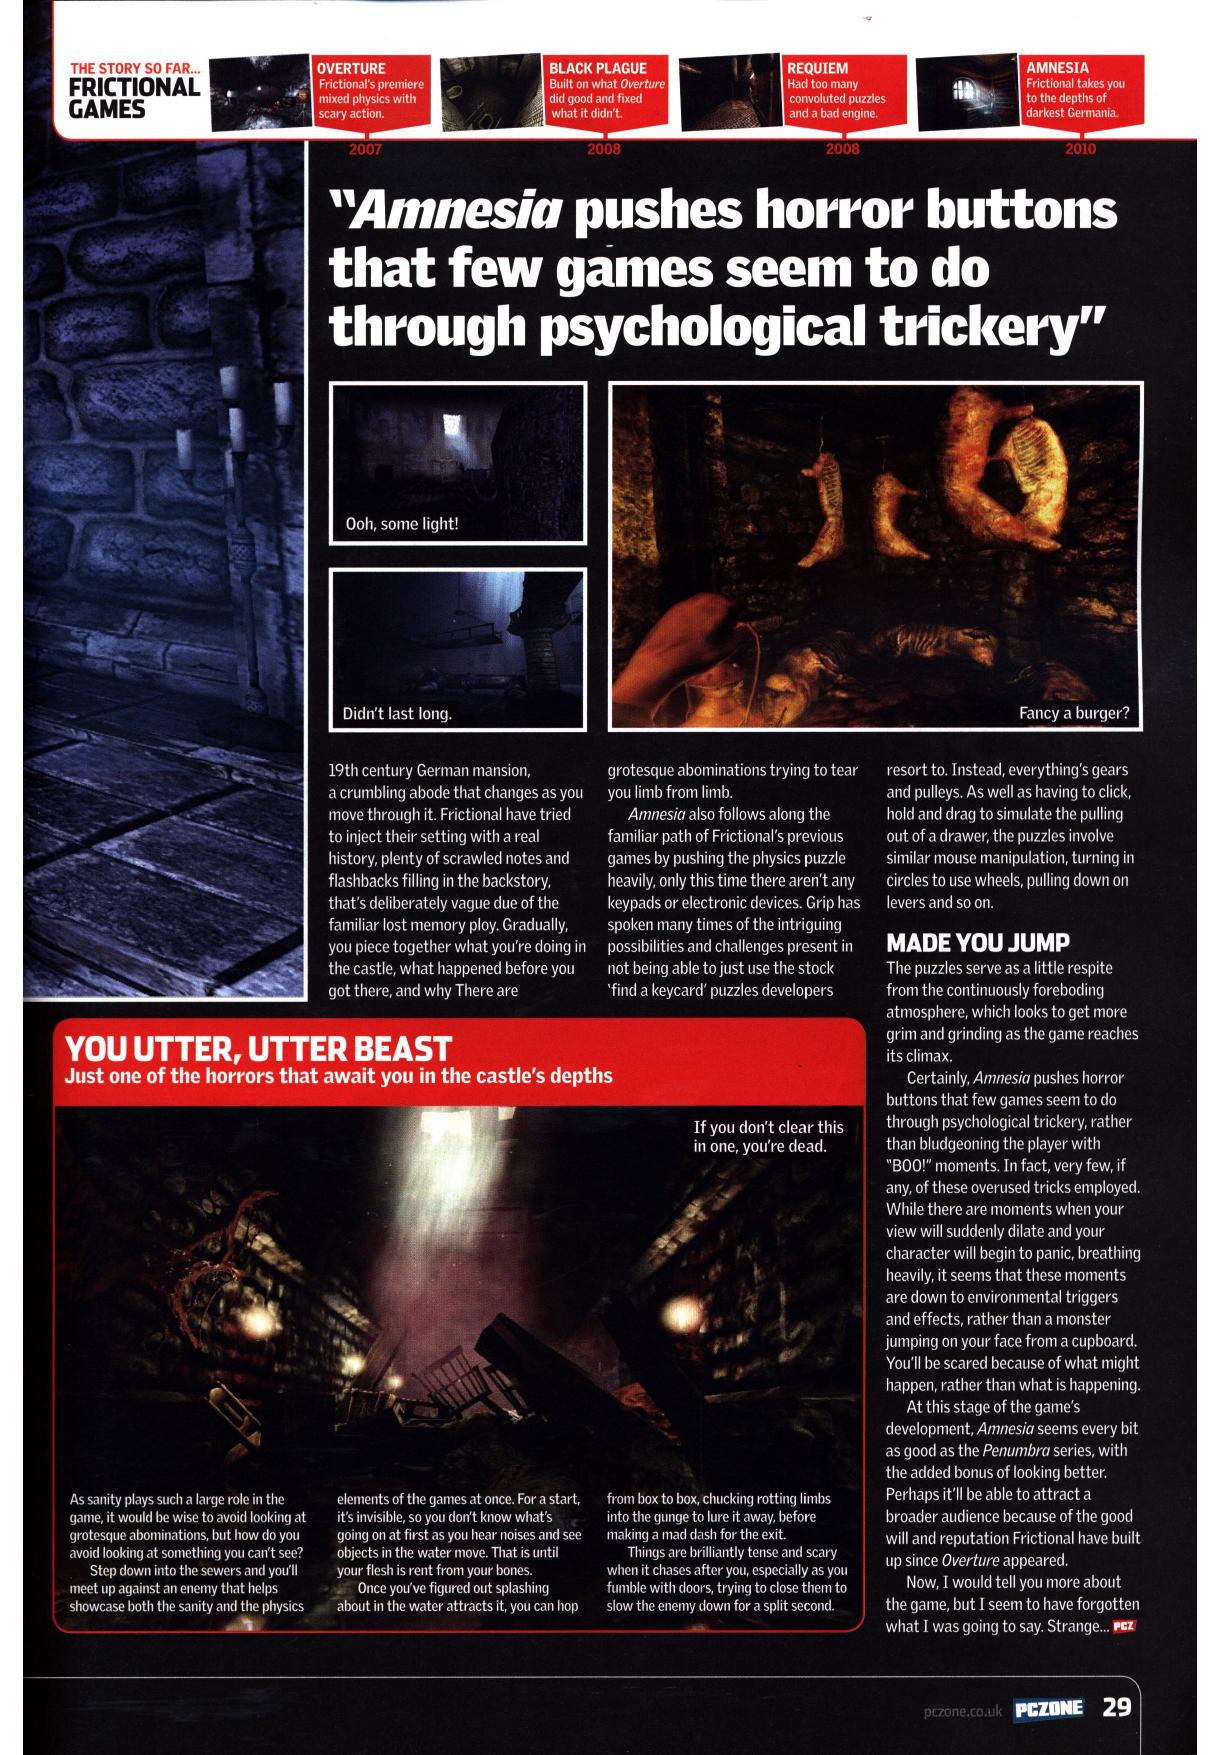 THE STORY SO FAR...
FRICTIONAL
GAMES
OVERTURE
Frictional's premiere
mixed physics with
scary action.
2007
BLACK PLAGUE
Built on what Overture
did good and fixed
what it didn't.
2008
REQUIEM
Had too many
convoluted puzzles
and a bad engine.
2008
AMNESIA
Frictional takes you
to the depths of
darkest Germania.
2010
"Amnesia pushes horror buttons
that few games seem to do
through psychological trickery"
Ooh, some light!
Didn't last long.
Fancy a burger?
19th century German mansion,
a crumbling abode that changes as you
move through it. Frictional have tried
to inject their setting with a real
history, plenty of scrawled notes and
flashbacks filling in the backstory,
that's deliberately vague due of the
familiar lost memory ploy. Gradually,
you piece together what you're doing in
the castle, what happened before you
got there, and why There are
grotesque abominations trying to tear
you limb from limb.
Amnesia also follows along the
familiar path of Frictional's previous
games by pushing the physics puzzle
heavily, only this time there aren't any
keypads or electronic devices. Grip has
spoken many times of the intriguing
possibilities and challenges present in
not being able to just use the stock
'find a keycard' puzzles developers
resort to. Instead, everything's gears
and pulleys. As well as having to click,
hold and drag to simulate the pulling
out of a drawer, the puzzles involve
similar mouse manipulation, turning in
circles to use wheels, pulling down on
levers and so on.
MADE YOU JUMP
The puzzles serve as a little respite
from the continuously foreboding
atmosphere, which looks to get more
grim and grinding as the game reaches
its climax.
Certainly, Amnesia pushes horror
buttons that few games seem to do
through psychological trickery, rather
than bludgeoning the player with
"BOO!" moments. In fact, very few, if
any, of these overused tricks employed.
While there are moments when your
view will suddenly dilate and your
character will begin to panic, breathing
heavily, it seems that these moments
are down to environmental triggers
and effects, rather than a monster
jumping on your face from a cupboard.
You'll be scared because of what might
happen, rather than what is happening.
At this stage of the game's
development, Amnesia seems every bit
as good as the Penumbra series, with
the added bonus of looking better.
Perhaps it'll be able to attract a
broader audience because of the good
will and reputation Frictional have built
up since Overture appeared.
Now, I would tell you more about
the game, but I seem to have forgotten
what I was going to say. Strange... PCZ
YOU UTTER, UTTER BEAST
Just one of the horrors that await you in the castle's depths
If you don't clear this
in one, you're dead.
As sanity plays such a large role in the
game, it would be wise to avoid looking at
grotesque abominations, but how do you
avoid looking at something you can't see?
Step down into the sewers and you'll
meet up against an enemy that helps
showcase both the sanity and the physics
elements of the games at once. For a start,
it's invisible, so you don't know what's
going on at first as you hear noises and see
objects in the water move. That is until
your flesh is rent from your bones.
Once you've figured out splashing
about in the water attracts it, you can hop
from box to box, chucking rotting limbs
into the gunge to lure it away, before
making a mad dash for the exit.
Things are brilliantly tense and scary
when it chases after you, especially as you
fumble with doors, trying to close them to
slow the enemy down for a split second.
pczone.co.uk PCZONE 29